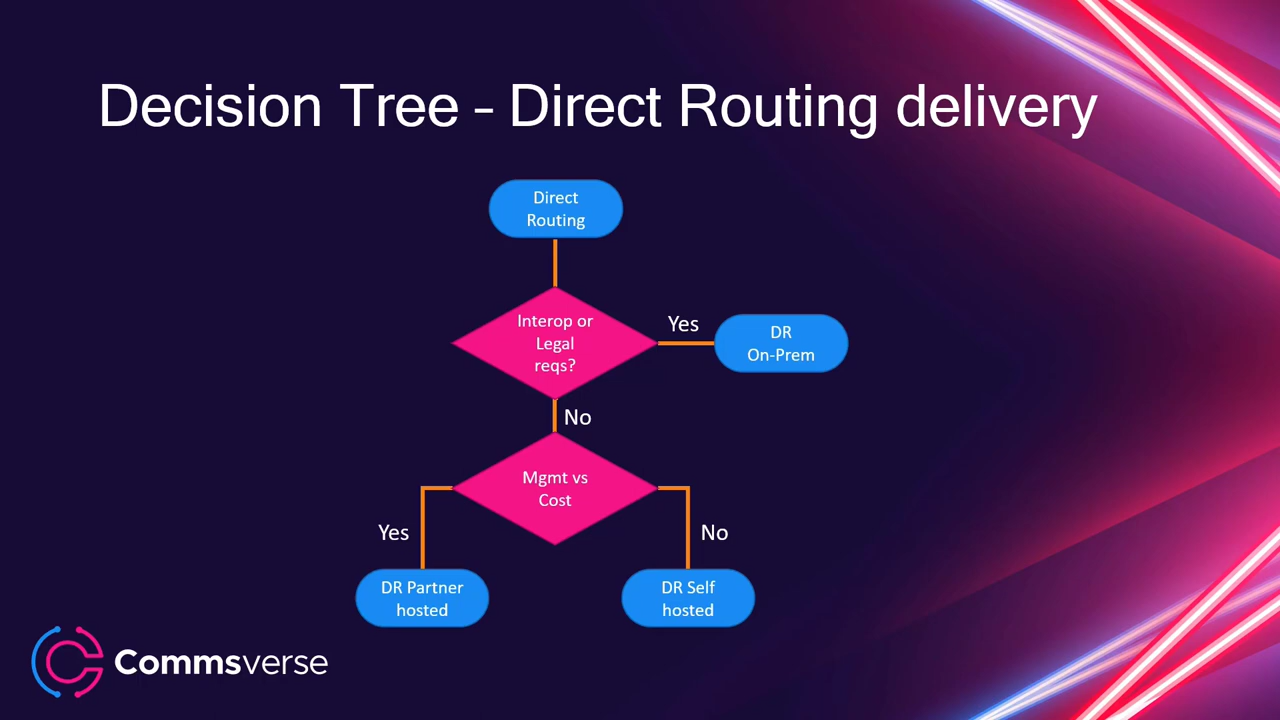 Decision Tree – Direct Routing delivery
Direct
Routing
Interop or
Legal
reqs?
Yes
DR
On-Prem
No
Mgmt vs
Cost
Yes
No
DR Partner
hosted
DR Self
hosted
Commsverse